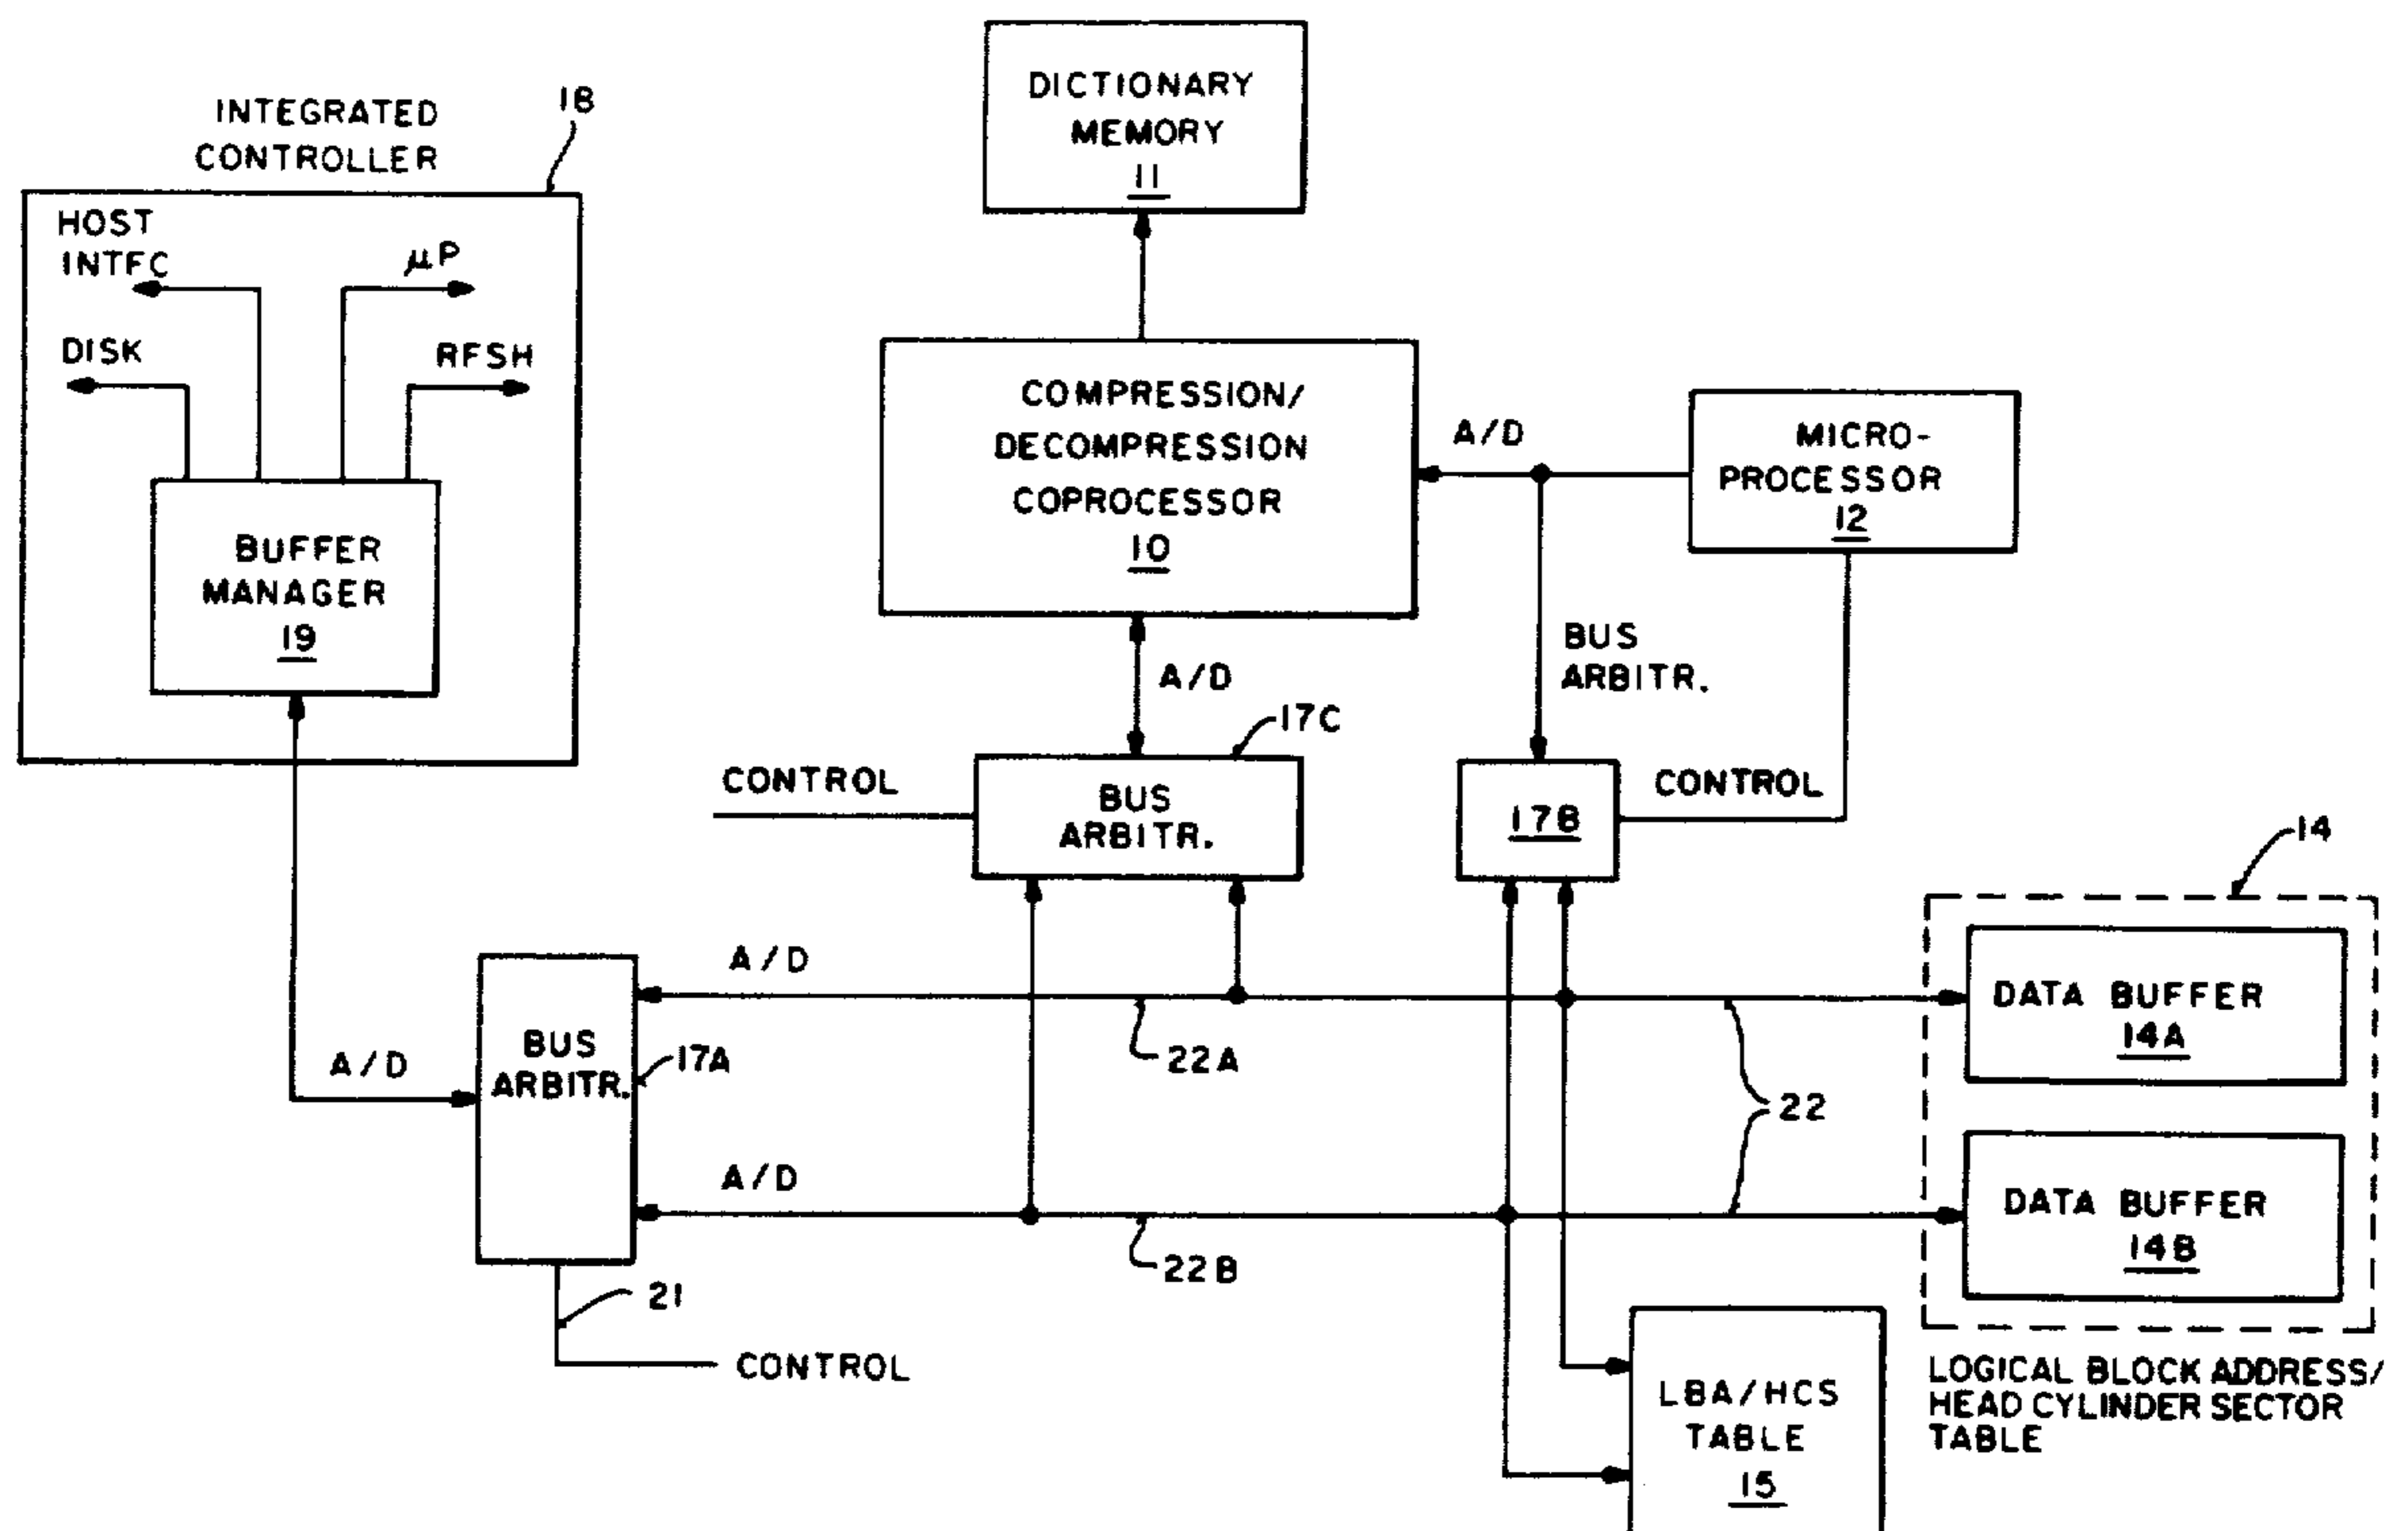 INTEGRATED
CONTROLLER
18
HOST
INTFC
μP
DISK
RFSH
BUFFER
MANAGER
19
DICTIONARY
MEMORY
11
COMPRESSION/
DECOMPRESSION
COPROCESSOR
10
A/D
MICRO-
PROCESSOR
12
A/D
BUS
ARBITR.
17C
CONTROL
BUS
ARBITR.
17B
CONTROL
14
A/D
BUS
ARBITR.
17A
A/D
22A
22
DATA BUFFER
14A
A/D
22B
DATA BUFFER
14B
21
CONTROL
LBA/HCS
TABLE
15
LOGICAL BLOCK ADDRESS/
HEAD CYLINDER SECTOR
TABLE